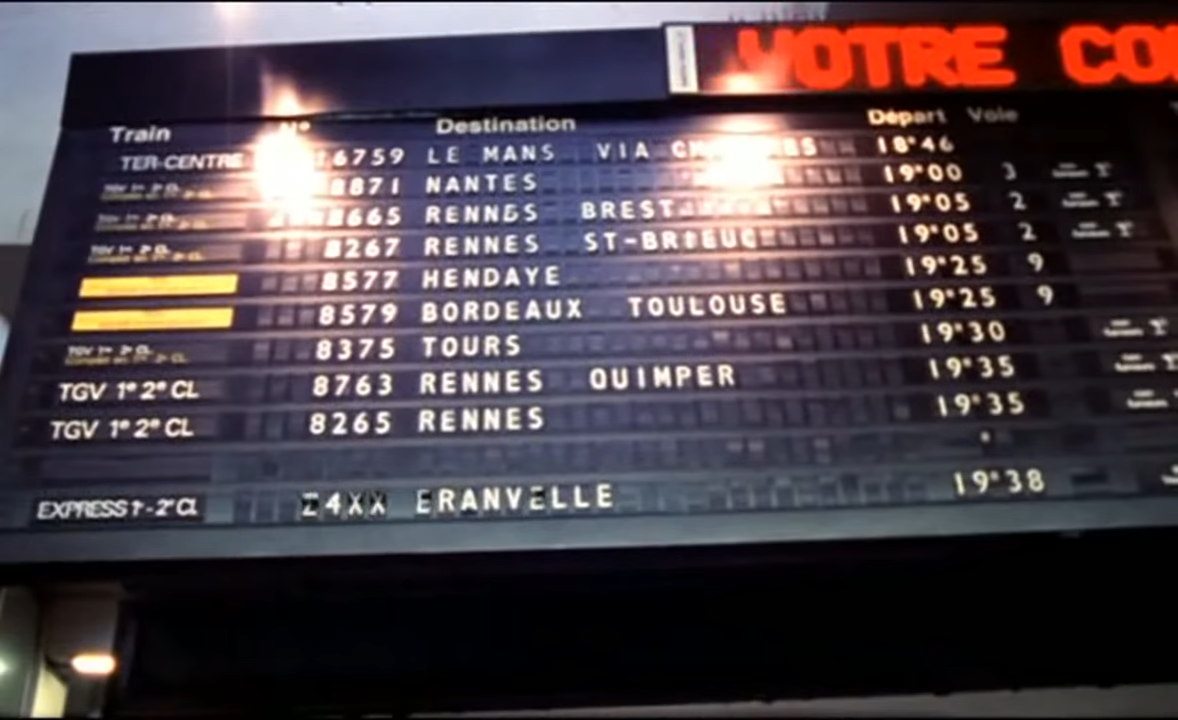 VOTRE
Train N° Destination Départ Voie
TER-CENTRE 16759 LE MANS VIA 18°46
8871 NANTES 19°00 3
8665 RENNES BREST 19°05 2
8267 RENNES ST-BRIEUC 19°05 2
8577 HENDAYE 19°25 9
8579 BORDEAUX TOULOUSE 19°25 9
8375 TOURS 19°30
TGV 1e 2e CL 8763 RENNES QUIMPER 19°35
TGV 1e 2e CL 8265 RENNES 19°35
EXPRESS 1e-2e CL Z4XX ERANVELLE 19°38